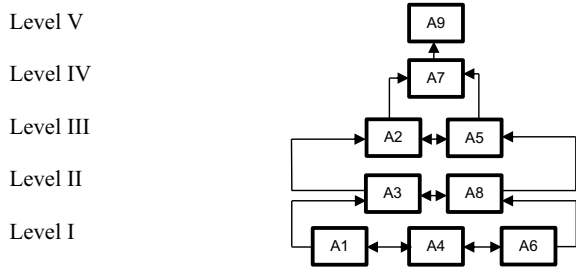 Level V A9
Level IV A7
Level III A2 A5
Level II A3 A8
Level I A1 A4 A6